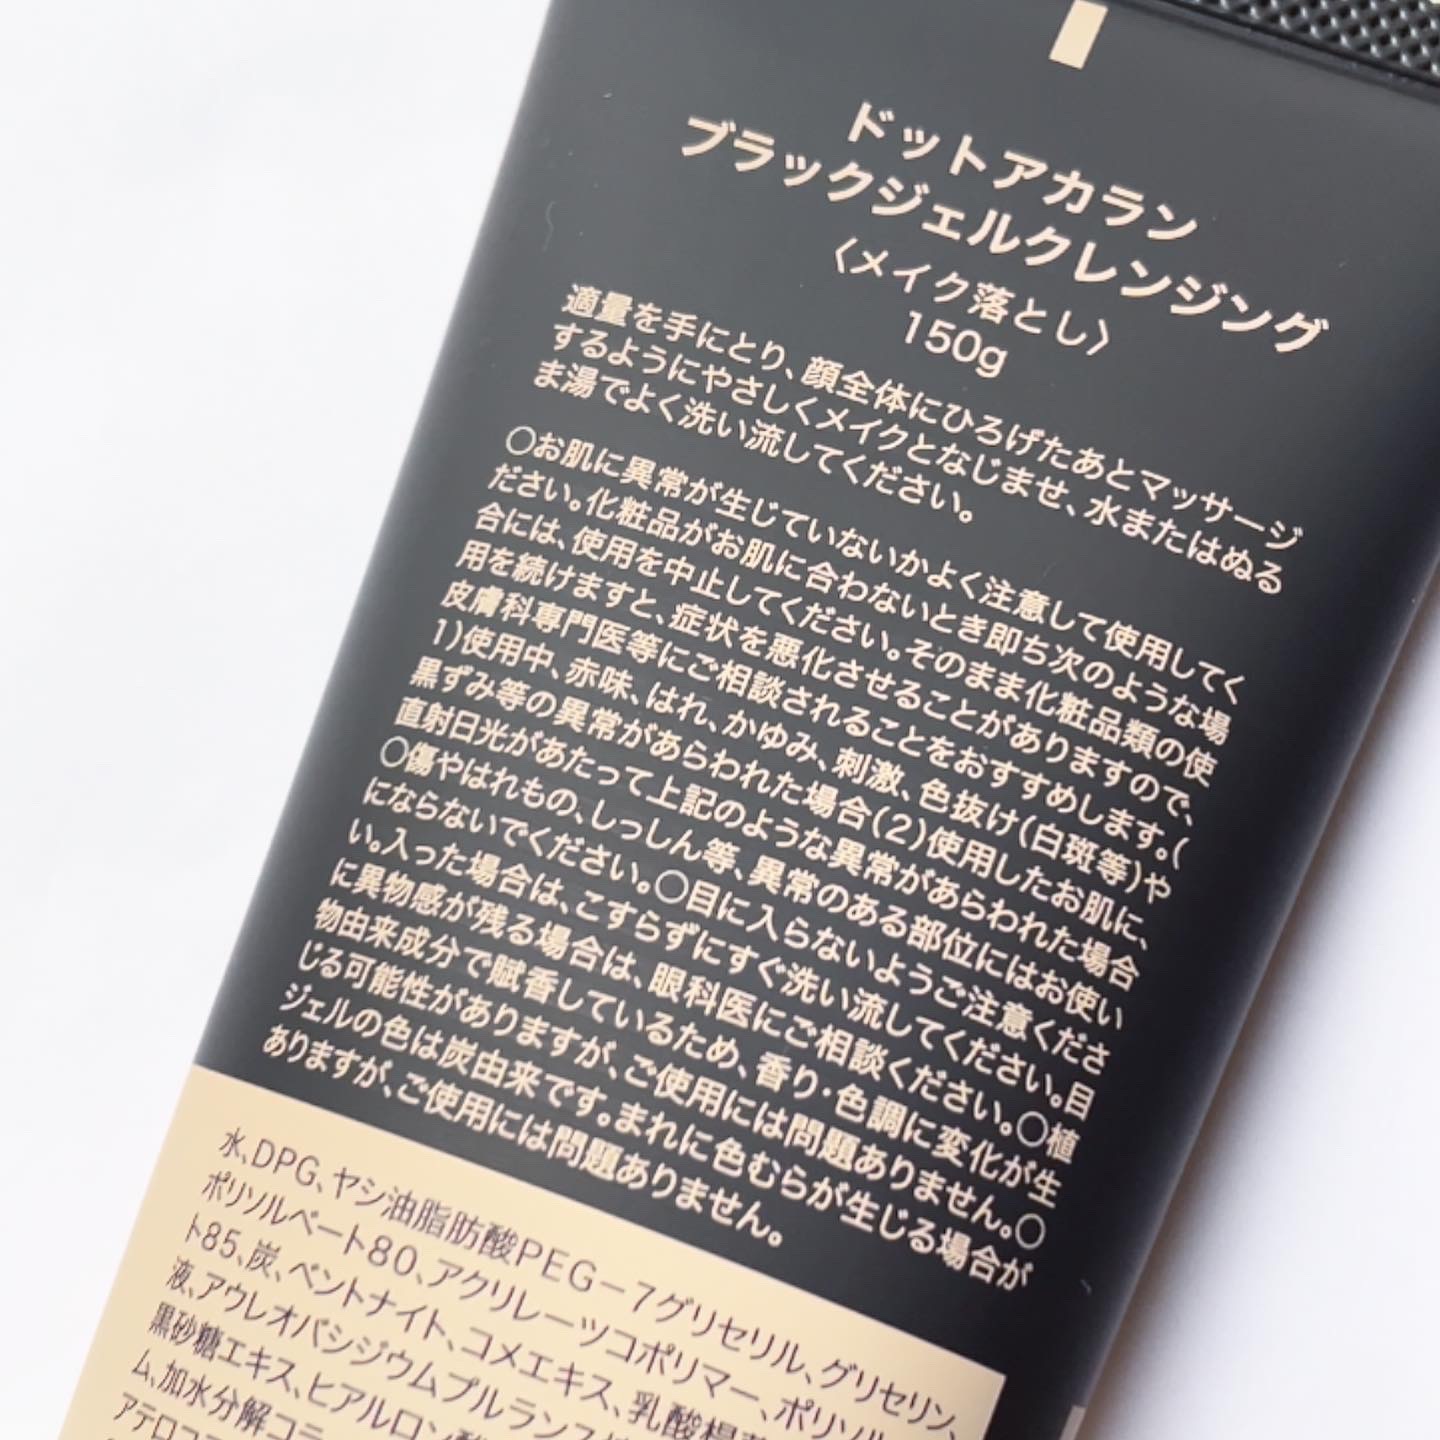 ドットアカラン
ブラックジェルクレンジング
〈メイク落とし〉
150g
適量を手にとり、顔全体にひろげたあとマッサージ
するようにやさしくメイクとなじませ、水またはぬる
ま湯でよく洗い流してください。
○お肌に異常が生じていないかよく注意して使用してく
ださい。化粧品がお肌に合わないとき即ち次のような場
合には、使用を中止してください。そのまま化粧品類の使
用を続けますと、症状を悪化させることがありますので、
皮膚科専門医等にご相談されることをおすすめします。(
1)使用中、赤味、はれ、かゆみ、刺激、色抜け(白斑等)や
黒ずみ等の異常があらわれた場合(2)使用したお肌に、
直射日光があたって上記のような異常があらわれた場合
○傷やはれもの、しっしん等、異常のある部位にはお使い
にならないでください。○目に入らないようご注意くださ
い。入った場合は、こすらずにすぐ洗い流してください。目
に異物感が残る場合は、眼科医にご相談ください。○植
物由来成分で賦香しているため、香り・色調に変化が生
じる可能性がありますが、ご使用には問題ありません。○
ジェルの色は炭由来です。まれに色むらが生じる場合が
ありますが、ご使用には問題ありません。
水、DPG、ヤシ油脂肪酸PEG－7グリセリル、グリセリン、
ポリソルベート80、アクリレーツコポリマー、ポリソル
ト85、炭、ベントナイト、コメエキス、乳酸桿
液、アウレオバシジウムプルランス
黒砂糖エキス、ヒアルロン酸
ム、加水分解コラ
アテロコラ